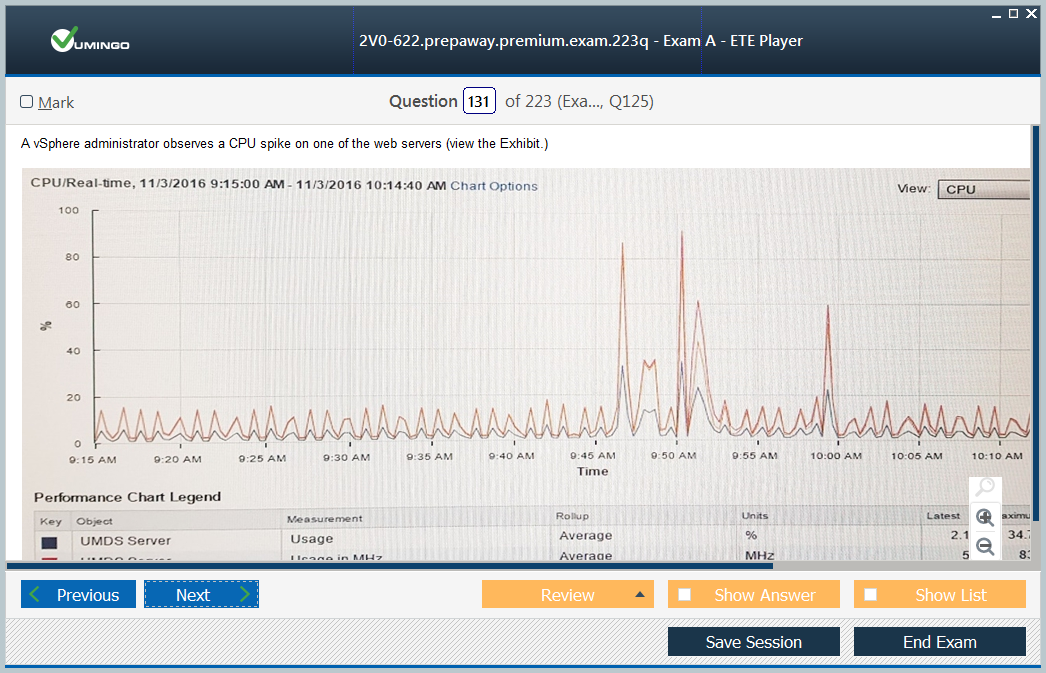 VUMINGO
2V0-622.prepaway.premium.exam.223q - Exam A - ETE Player
Mark
Question 131 of 223 (Exa..., Q125)
A vSphere administrator observes a CPU spike on one of the web servers (view the Exhibit.)
CPU/Real-time, 11/3/2016 9:15:00 AM - 11/3/2016 10:14:40 AM Chart Options
View: CPU
100
80
60
40
20
0
%
9:15 AM 9:20 AM 9:25 AM 9:30 AM 9:35 AM 9:40 AM 9:45 AM 9:50 AM 9:55 AM 10:00 AM 10:05 AM 10:10 AM
Time
Performance Chart Legend
Key Object Measurement Rollup Units Latest
UMDS Server Usage Average % 2.1 34.7
UMDS Server Usage in MHz Average MHz 5 83
Previous Next Review Show Answer Show List
Save Session End Exam